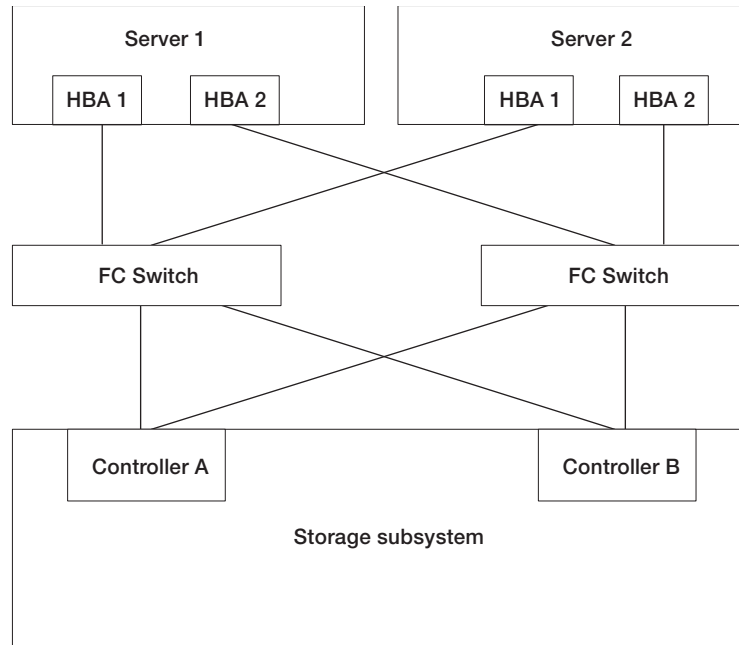 Server 1
Server 2
HBA 1
HBA 2
HBA 1
HBA 2
FC Switch
FC Switch
Controller A
Controller B
Storage subsystem